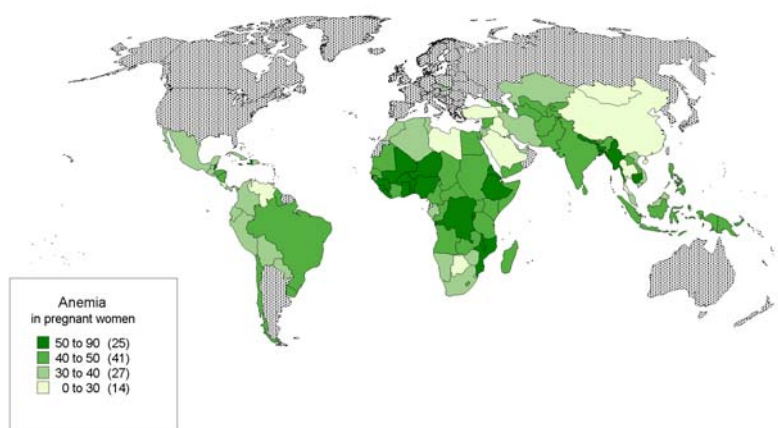 Anemia
in pregnant women
50 to 90 (25)
40 to 50 (41)
30 to 40 (27)
0 to 30 (14)